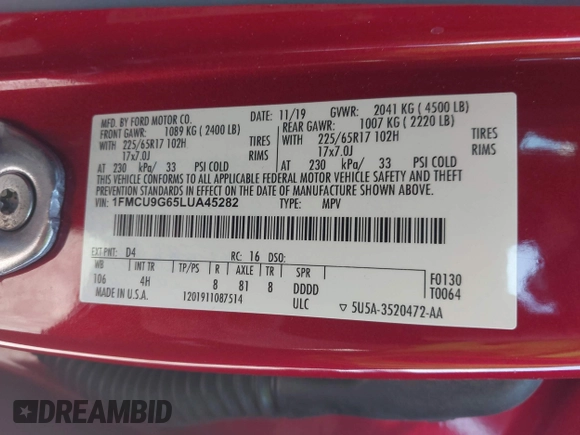 MFD. BY FORD MOTOR CO.
DATE: 11/19 GVWR: 2041 KG ( 4500 LB)
FRONT GAWR: 1089 KG ( 2400 LB) REAR GAWR: 1007 KG ( 2220 LB)
WITH 225/65R17 102H TIRES WITH 225/65R17 102H TIRES
17x7.0J RIMS 17x7.0J RIMS
AT 230 kPa/ 33 PSI COLD AT 230 kPa/ 33 PSI COLD
THIS VEHICLE CONFORMS TO ALL APPLICABLE FEDERAL MOTOR VEHICLE SAFETY AND THEFT
PREVENTION STANDARDS IN EFFECT ON THE DATE OF MANUFACTURE SHOWN ABOVE.
VIN: 1FMCU9G65LUA45282 TYPE: MPV
EXT PNT: D4 RC: 16 DSO:
WB INT TR TP/PS R AXLE TR SPR
106 4H 8 81 8 DDDD
F0130
T0064
MADE IN U.S.A. 1201911087514 ULC ▽ 5U5A-3520472-AA
DREAMBID